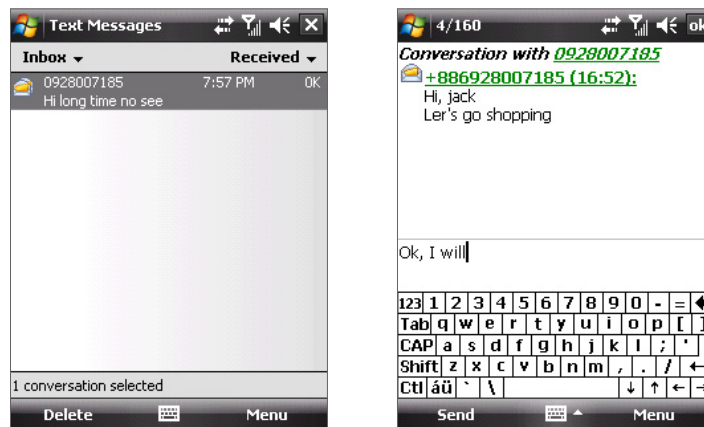 Text Messages
Inbox
Received
0928007185 7:57 PM 0K
Hi long time no see
1 conversation selected
Delete
Menu
4/160
ok
Conversation with 0928007185
+886928007185 (16:52):
Hi, jack
Ler's go shopping
Ok, I will
123 1 2 3 4 5 6 7 8 9 0 - =
Tab q w e r t y u i o p [ ]
CAP a s d f g h j k l ; '
Shift z x c v b n m , . / ←
Ctl áü ` \ ↓ ↑ ← →
Send
Menu